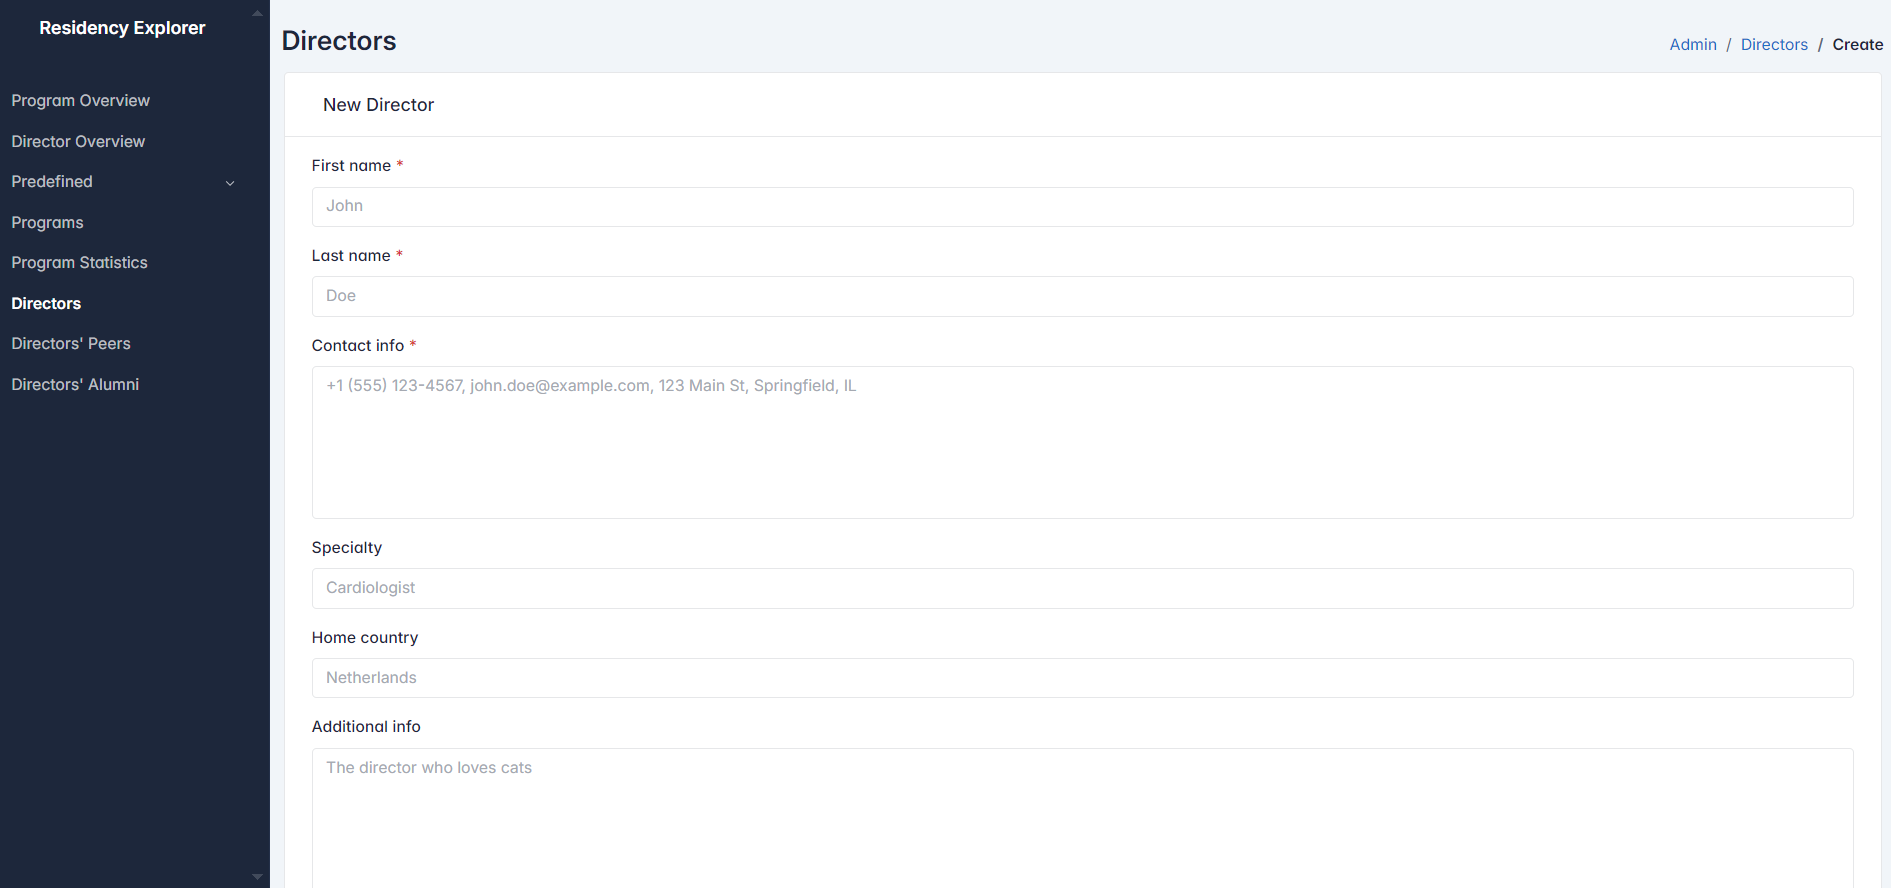 Residency Explorer
Program Overview
Director Overview
Predefined
Programs
Program Statistics
Directors
Directors' Peers
Directors' Alumni
Directors
Admin / Directors / Create
New Director
First name *
John
Last name *
Doe
Contact info *
+1 (555) 123-4567, john.doe@example.com, 123 Main St, Springfield, IL
Specialty
Cardiologist
Home country
Netherlands
Additional info
The director who loves cats